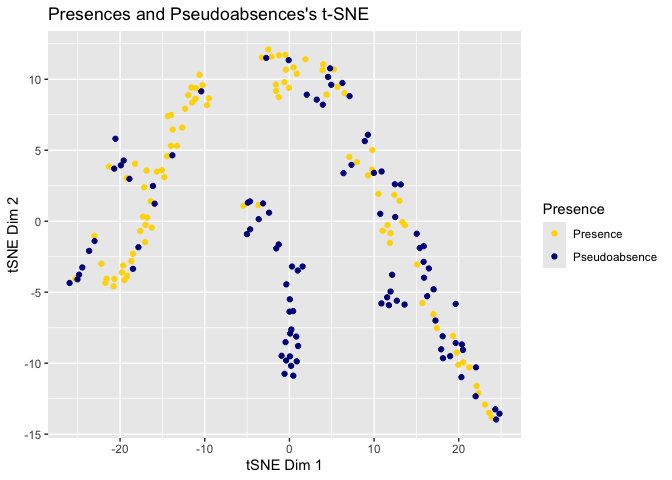 Presences and Pseudoabsences's t-SNE
10
5
0
-5
-10
-15
tSNE Dim 2
-20
-10
0
10
20
tSNE Dim 1
Presence
Presence
Pseudoabsence